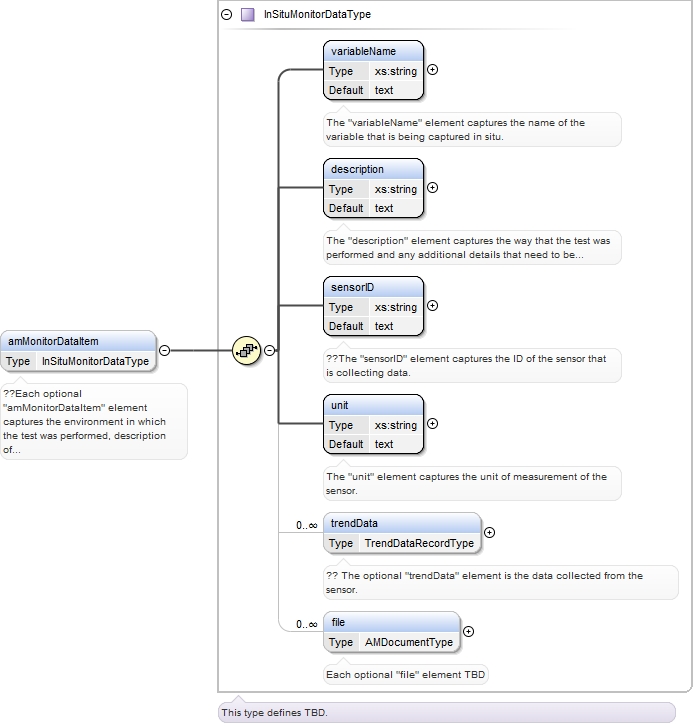 InSituMonitorDataType
variableName
Type xs:string
Default text
The "variableName" element captures the name of the
variable that is being captured in situ.
description
Type xs:string
Default text
The "description" element captures the way that the test was
performed and any additional details that need to be...
sensorID
Type xs:string
Default text
??The "sensorID" element captures the ID of the sensor that
is collecting data.
amMonitorDataItem
Type InSituMonitorDataType
??Each optional
"amMonitorDataItem" element
captures the environment in which
the test was performed, description
of...
unit
Type xs:string
Default text
The "unit" element captures the unit of measurement of the
sensor.
0..∞
trendData
Type TrendDataRecordType
?? The optional "trendData" element is the data collected from the
sensor.
0..∞
file
Type AMDocumentType
Each optional "file" element TBD
This type defines TBD.